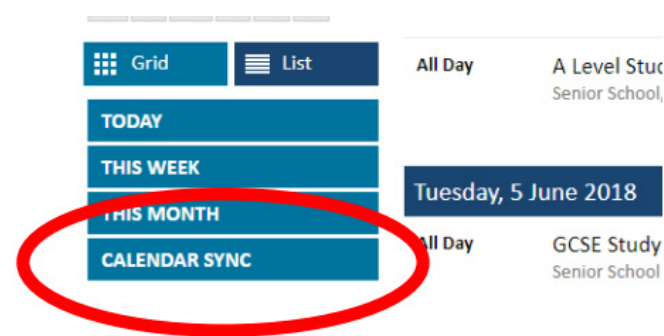 Grid
List
TODAY
THIS WEEK
THIS MONTH
CALENDAR SYNC
All Day
A Level
Senior School,
Tuesday, 5 June 2018
All Day
GCSE Study
Senior School